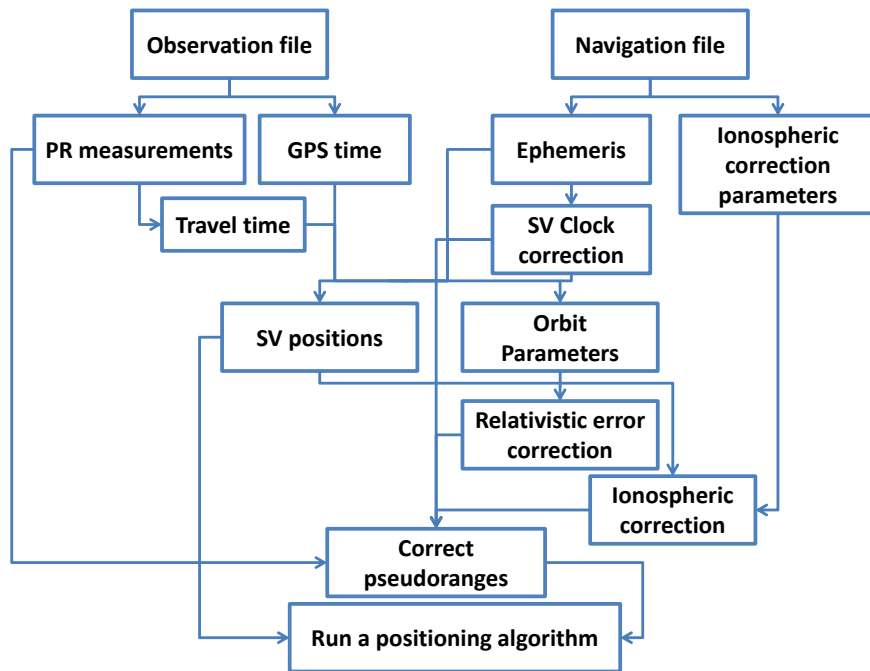 Observation file
Navigation file
PR measurements
GPS time
Ephemeris
Ionospheric
correction
parameters
Travel time
SV Clock
correction
SV positions
Orbit
Parameters
Relativistic error
correction
Ionospheric
correction
Correct
pseudoranges
Run a positioning algorithm